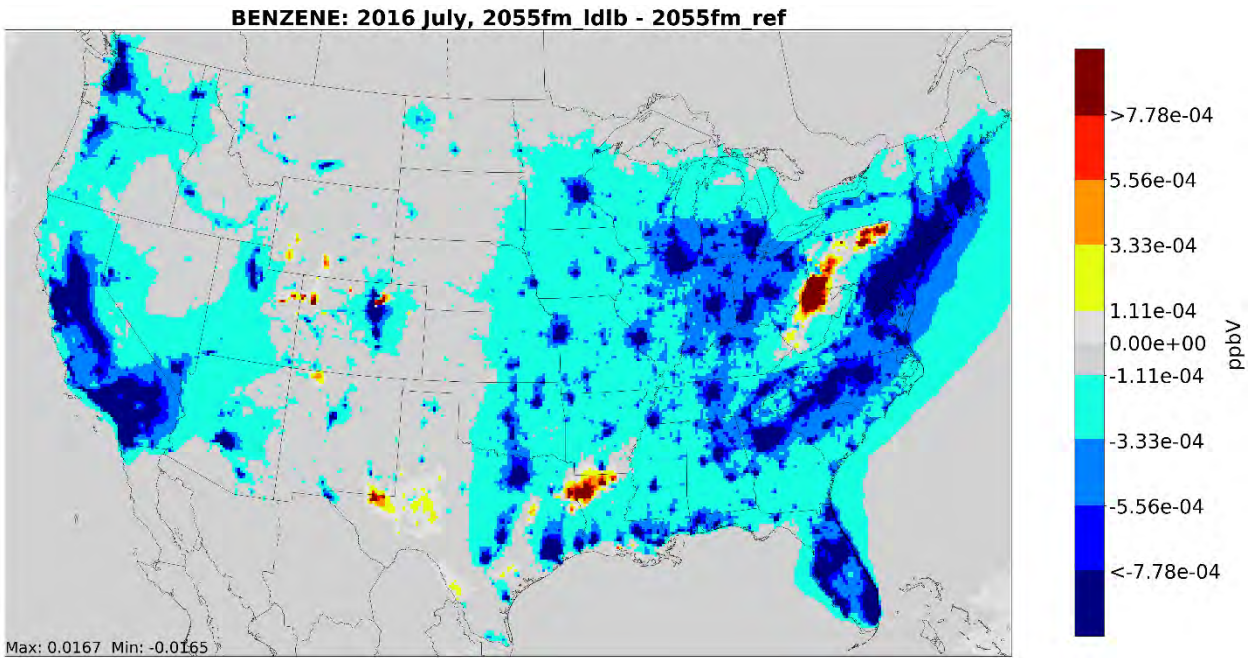 BENZENE: 2016 July, 2055fm_ldlb - 2055fm_ref
>7.78e-04
5.56e-04
3.33e-04
1.11e-04
0.00e+00
-1.11e-04
-3.33e-04
-5.56e-04
<-7.78e-04
ppbV
Max: 0.0167 Min: -0.0165